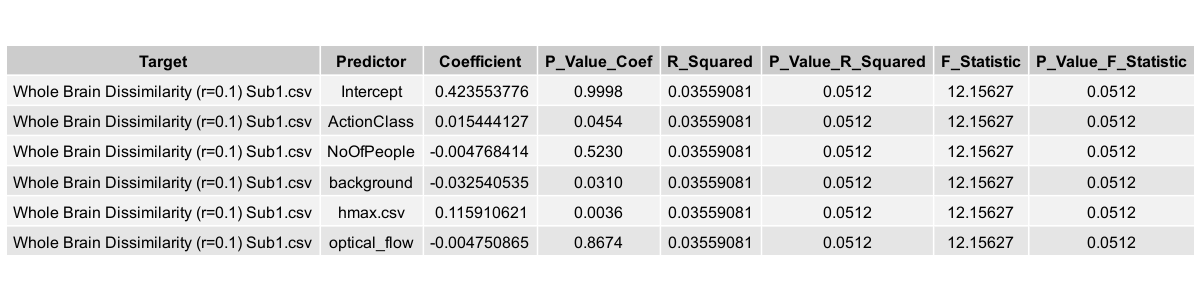 Target Predictor Coefficient P_Value_Coef R_Squared P_Value_R_Squared F_Statistic P_Value_F_Statistic
Whole Brain Dissimilarity (r=0.1) Sub1.csv Intercept 0.423553776 0.9998 0.03559081 0.0512 12.15627 0.0512
Whole Brain Dissimilarity (r=0.1) Sub1.csv ActionClass 0.015444127 0.0454 0.03559081 0.0512 12.15627 0.0512
Whole Brain Dissimilarity (r=0.1) Sub1.csv NoOfPeople -0.004768414 0.5230 0.03559081 0.0512 12.15627 0.0512
Whole Brain Dissimilarity (r=0.1) Sub1.csv background -0.032540535 0.0310 0.03559081 0.0512 12.15627 0.0512
Whole Brain Dissimilarity (r=0.1) Sub1.csv hmax.csv 0.115910621 0.0036 0.03559081 0.0512 12.15627 0.0512
Whole Brain Dissimilarity (r=0.1) Sub1.csv optical_flow -0.004750865 0.8674 0.03559081 0.0512 12.15627 0.0512